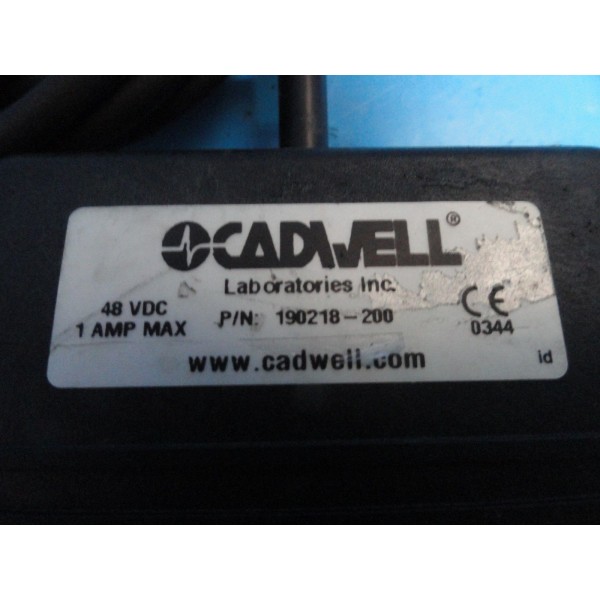 CADWELL®
Laboratories Inc.
48 VDC
1 AMP MAX
P/N: 190218-200
CE
0344
www.cadwell.com
id